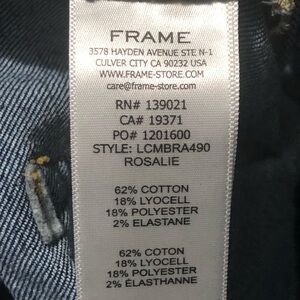 FRAME
3578 HAYDEN AVENUE STE N-1
CULVER CITY CA 90232 USA
WWW.FRAME-STORE.COM
care@frame-store.com
RN# 139021
CA# 19371
PO# 1201600
STYLE: LCMBRA490
ROSALIE
62% COTTON
18% LYOCELL
18% POLYESTER
2% ELASTANE
62% COTON
18% LYOCELL
18% POLYESTER
2% ÉLASTHANNE